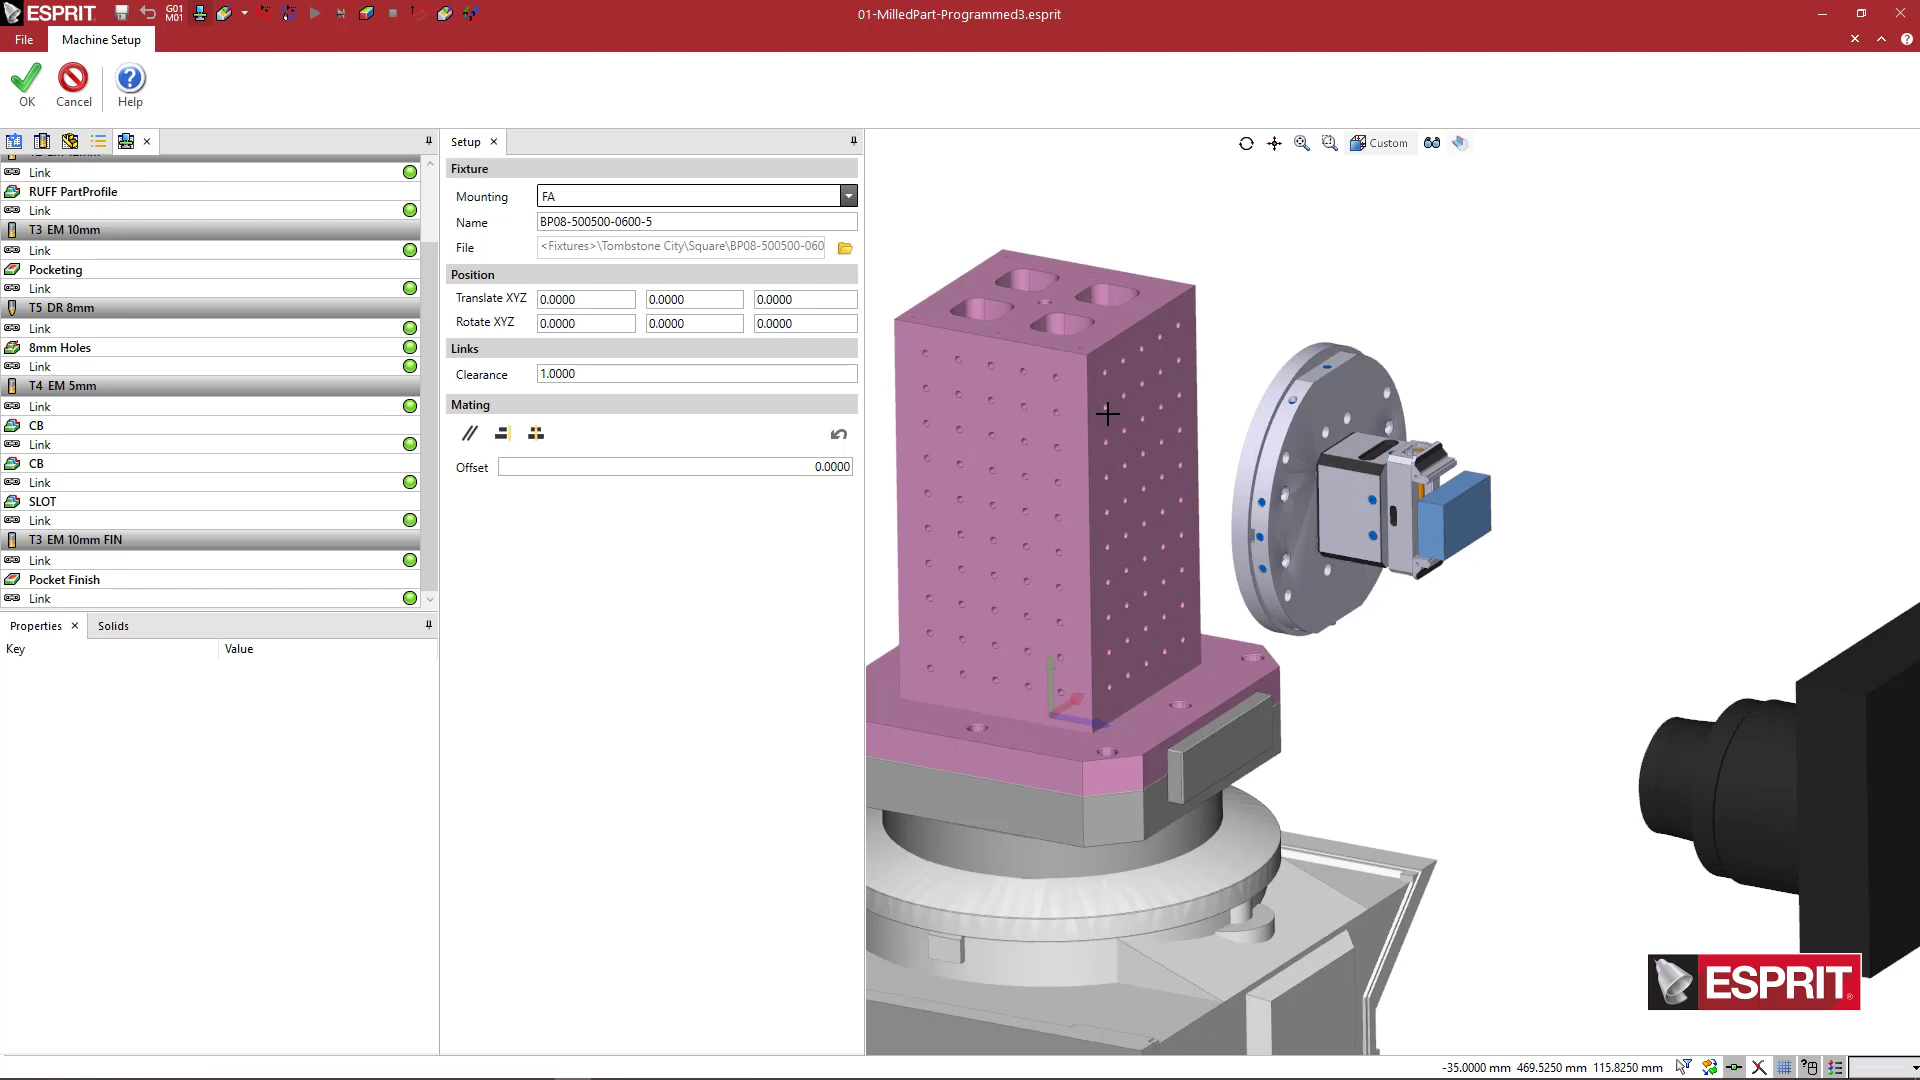 ESPRIT
G01
M01
01-MilledPart-Programmed3.esprit
File
Machine Setup
OK
Cancel
Help
Link
RUFF PartProfile
Link
T3 EM 10mm
Link
Pocketing
Link
T5 DR 8mm
Link
8mm Holes
Link
T4 EM 5mm
Link
CB
Link
CB
Link
SLOT
Link
T3 EM 10mm FIN
Link
Pocket Finish
Link
Properties
Solids
Key
Value
Setup
Fixture
Mounting
FA
Name
BP08-500500-0600-5
File
<Fixtures>\Tombstone City\Square\BP08-500500-060
Position
Translate XYZ
0.0000
0.0000
0.0000
Rotate XYZ
0.0000
0.0000
0.0000
Links
Clearance
1.0000
Mating
Offset
0.0000
Custom
ESPRIT
-35.0000 mm 469.5250 mm 115.8250 mm